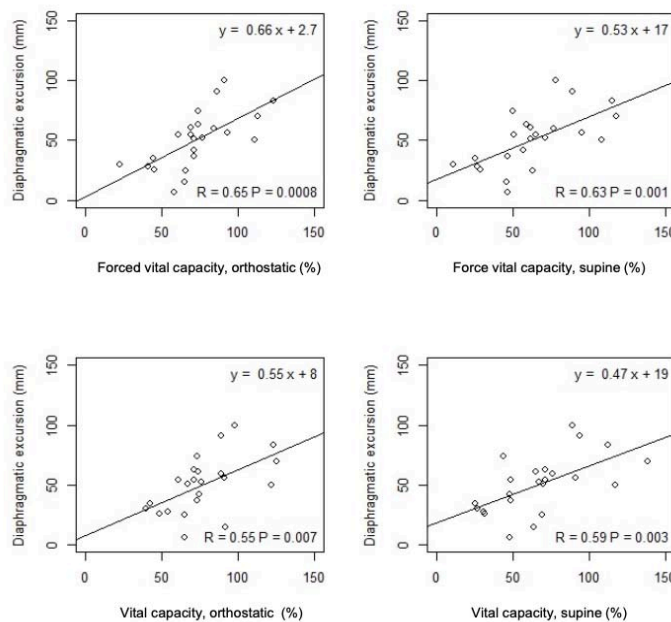 Diaphragmatic excursion (mm)
150
100
50
0
y = 0.66 x + 2.7
R = 0.65 P = 0.0008
0 50 100 150
Forced vital capacity, orthostatic (%)
Diaphragmatic excursion (mm)
150
100
50
0
y = 0.53 x + 17
R = 0.63 P = 0.001
0 50 100 150
Force vital capacity, supine (%)
Diaphragmatic excursion (mm)
150
100
50
0
y = 0.55 x + 8
R = 0.55 P = 0.007
0 50 100 150
Vital capacity, orthostatic (%)
Diaphragmatic excursion (mm)
150
100
50
0
y = 0.47 x + 19
R = 0.59 P = 0.003
0 50 100 150
Vital capacity, supine (%)